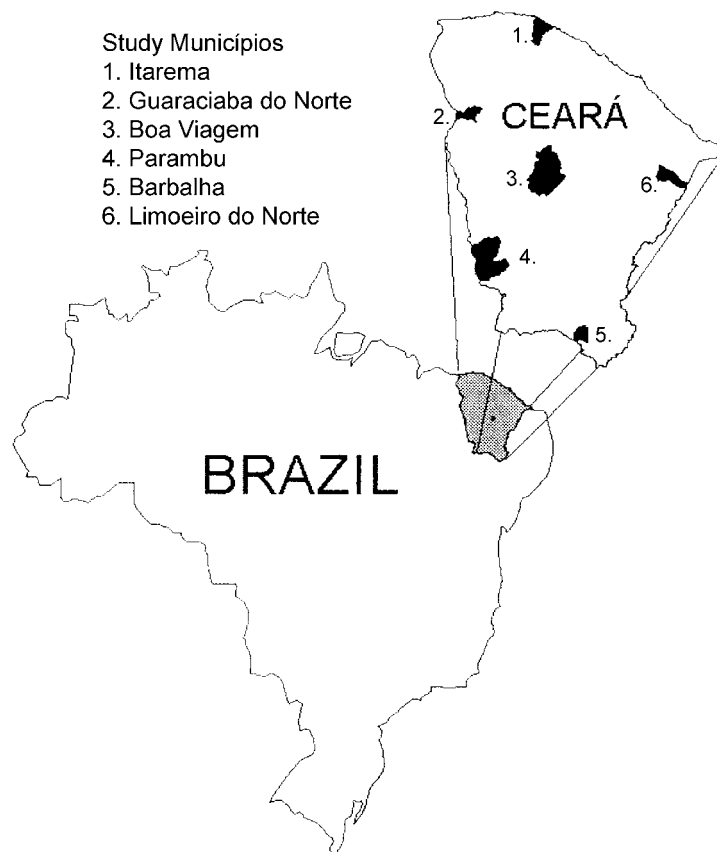 Study Municípios
1. Itarema
2. Guaraciaba do Norte
3. Boa Viagem
4. Parambu
5. Barbalha
6. Limoeiro do Norte
1.
2.
CEARÁ
3.
6.
4.
5.
BRAZIL